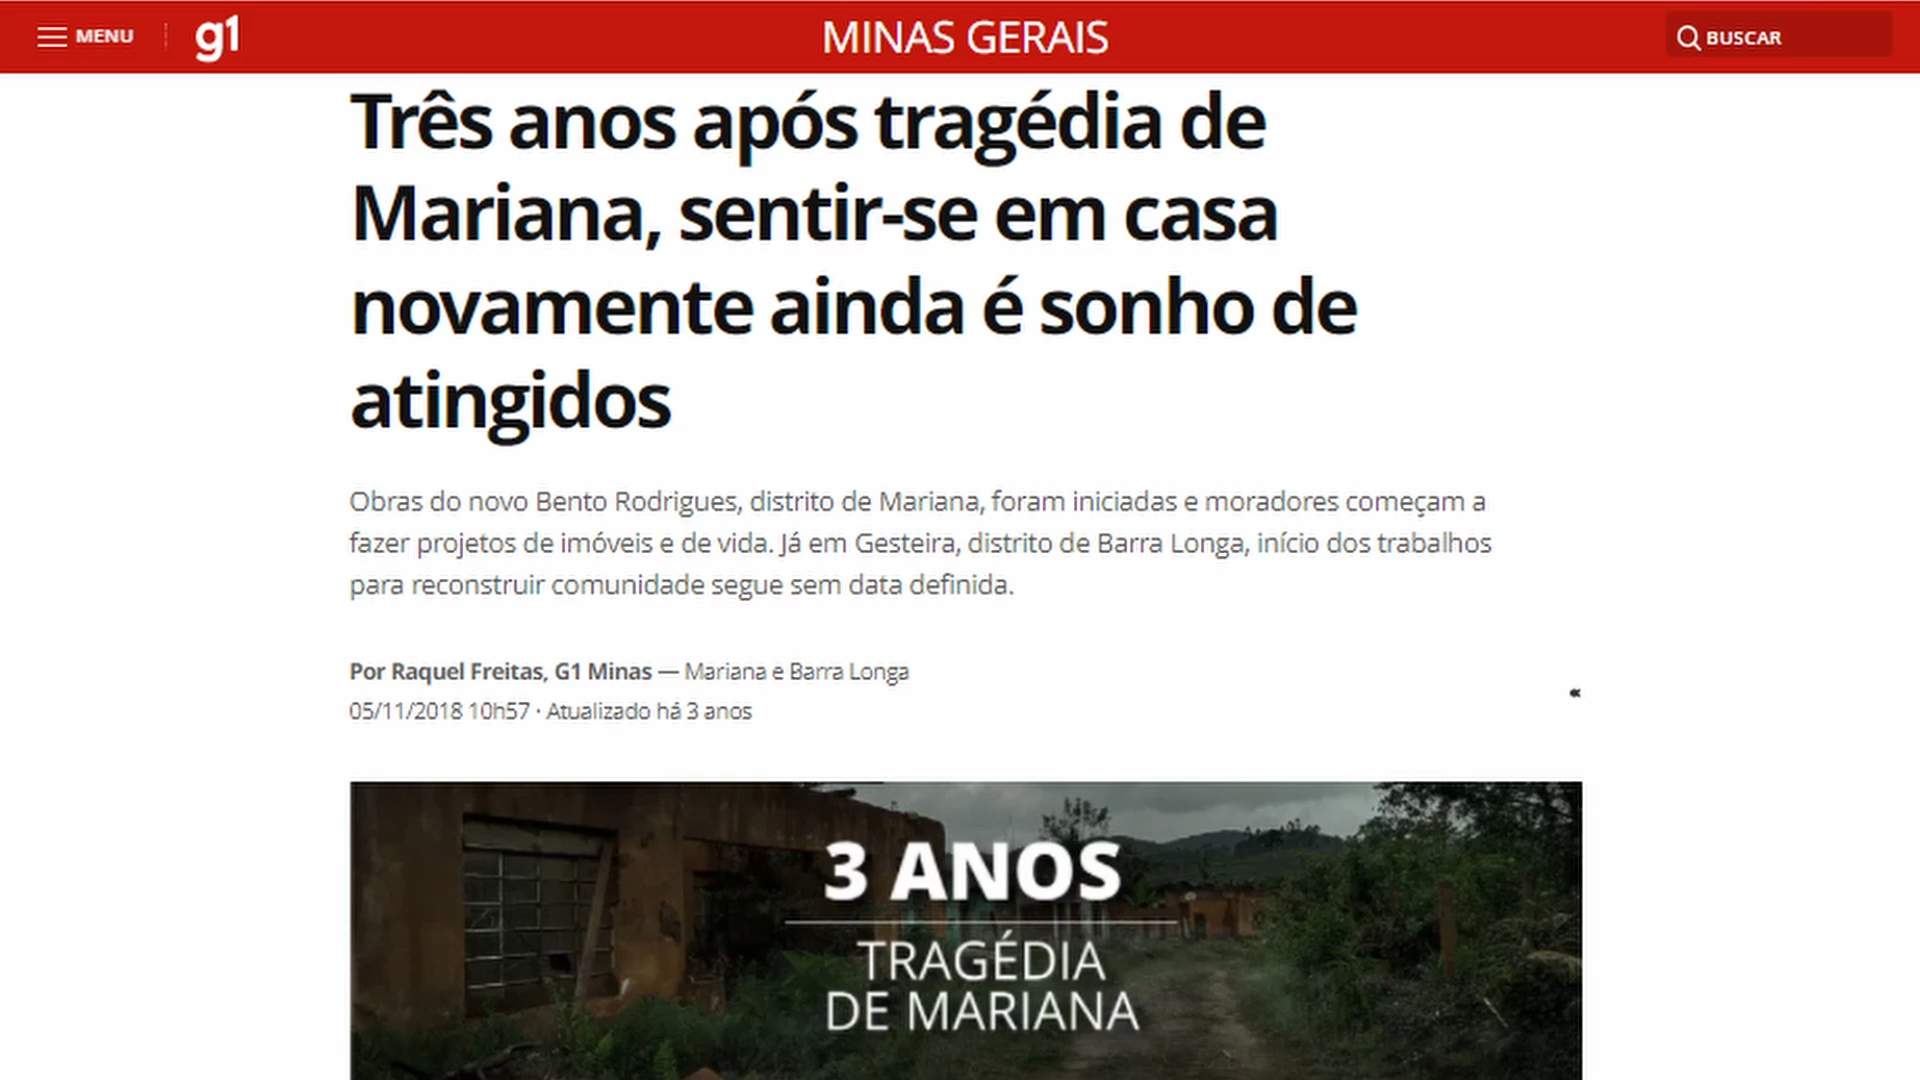 MENU
g1
MINAS GERAIS
BUSCAR
Três anos após tragédia de
Mariana, sentir-se em casa
novamente ainda é sonho de
atingidos
Obras do novo Bento Rodrigues, distrito de Mariana, foram iniciadas e moradores começam a
fazer projetos de imóveis e de vida. Já em Gesteira, distrito de Barra Longa, início dos trabalhos
para reconstruir comunidade segue sem data definida.
Por Raquel Freitas, G1 Minas — Mariana e Barra Longa
05/11/2018 10h57 · Atualizado há 3 anos
3 ANOS
TRAGÉDIA
DE MARIANA